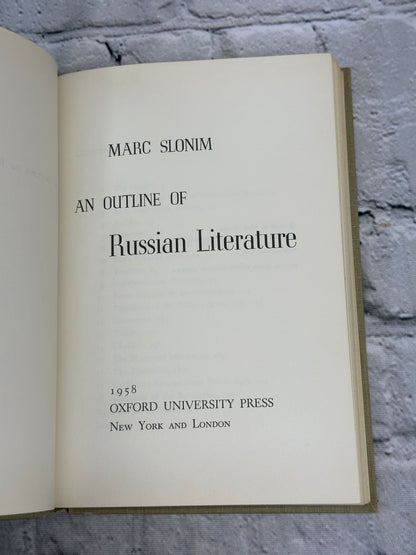 MARC SLONIM
AN OUTLINE OF
Russian Literature
1958
OXFORD UNIVERSITY PRESS
NEW YORK AND LONDON